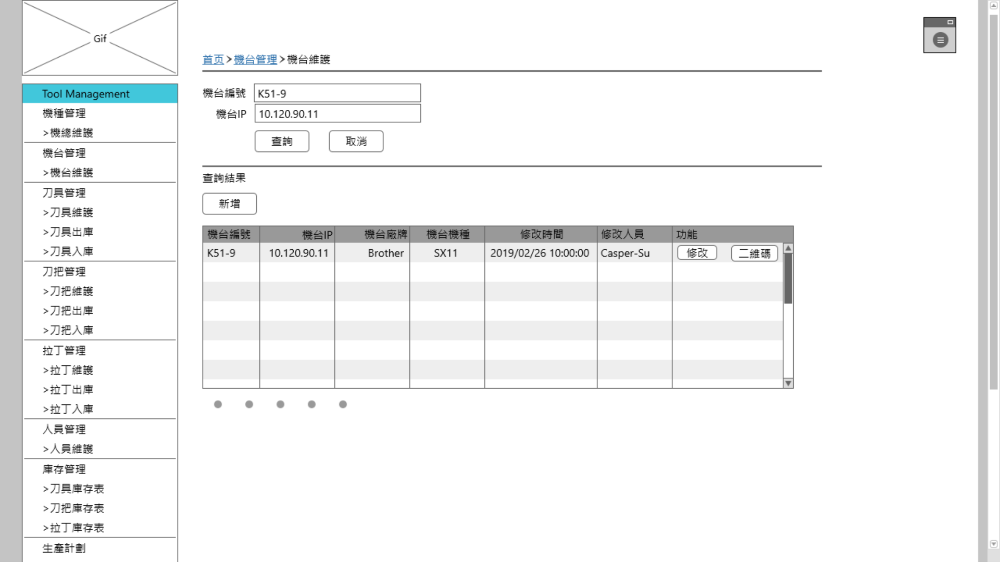 Gif
首页>機台管理>機台維護
Tool Management
機種管理
>機總維護
機台管理
>機台維護
刀具管理
>刀具維護
>刀具出庫
>刀具入庫
刀把管理
>刀把維護
>刀把出庫
>刀把入庫
拉丁管理
>拉丁維護
>拉丁出庫
>拉丁入庫
人員管理
>人員維護
庫存管理
>刀具庫存表
>刀把庫存表
>拉丁庫存表
生產計劃
機台編號 K51-9
機台IP 10.120.90.11
查詢 取消
查詢結果
新增
機台編號 機台IP 機台廠牌 機台機種 修改時間 修改人員 功能
K51-9 10.120.90.11 Brother SX11 2019/02/26 10:00:00 Casper-Su 修改 二維碼